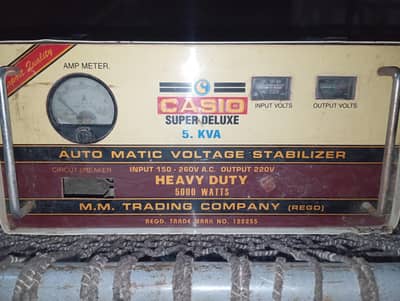 Export Quality
AMP METER.
CASIO
SUPER DELUXE
5. KVA
INPUT VOLTS
OUTPUT VOLTS
AUTO MATIC VOLTAGE STABILIZER
CIRCUIT BREAKER
INPUT 150 - 260V A.C. OUTPUT 220V
HEAVY DUTY
5000 WATTS
M.M. TRADING COMPANY (REGD)
REGD. TRADE MARK NO. 132255